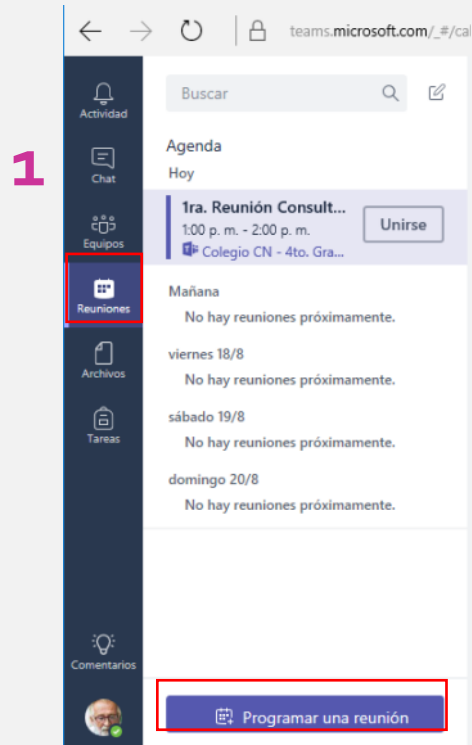 teams.microsoft.com/_#/cal
1
Actividad
Chat
Equipos
Reuniones
Archivos
Tareas
Comentarios
Buscar
Agenda
Hoy
1ra. Reunión Consult...
1:00 p. m. - 2:00 p. m.
Colegio CN - 4to. Gra...
Unirse
Mañana
No hay reuniones próximamente.
viernes 18/8
No hay reuniones próximamente.
sábado 19/8
No hay reuniones próximamente.
domingo 20/8
No hay reuniones próximamente.
Programar una reunión